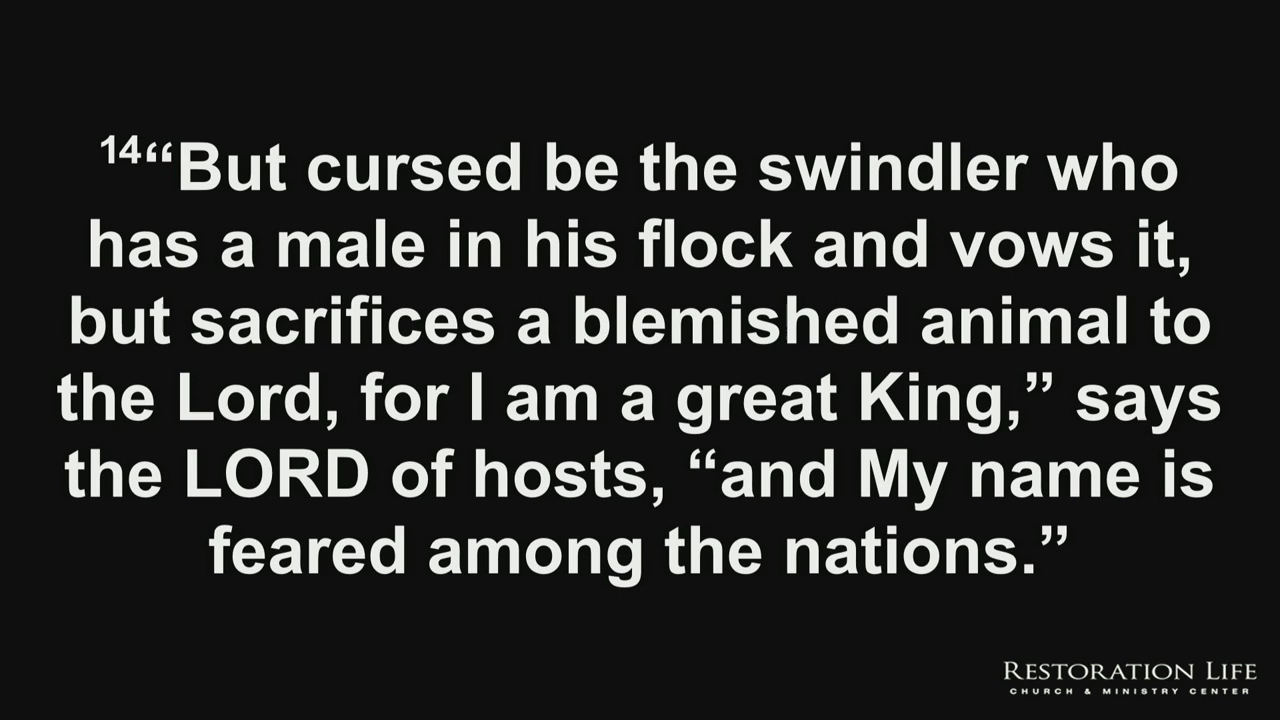 14“But cursed be the swindler who
has a male in his flock and vows it,
but sacrifices a blemished animal to
the Lord, for I am a great King,” says
the LORD of hosts, “and My name is
feared among the nations.”
RESTORATION LIFE
CHURCH & MINISTRY CENTER